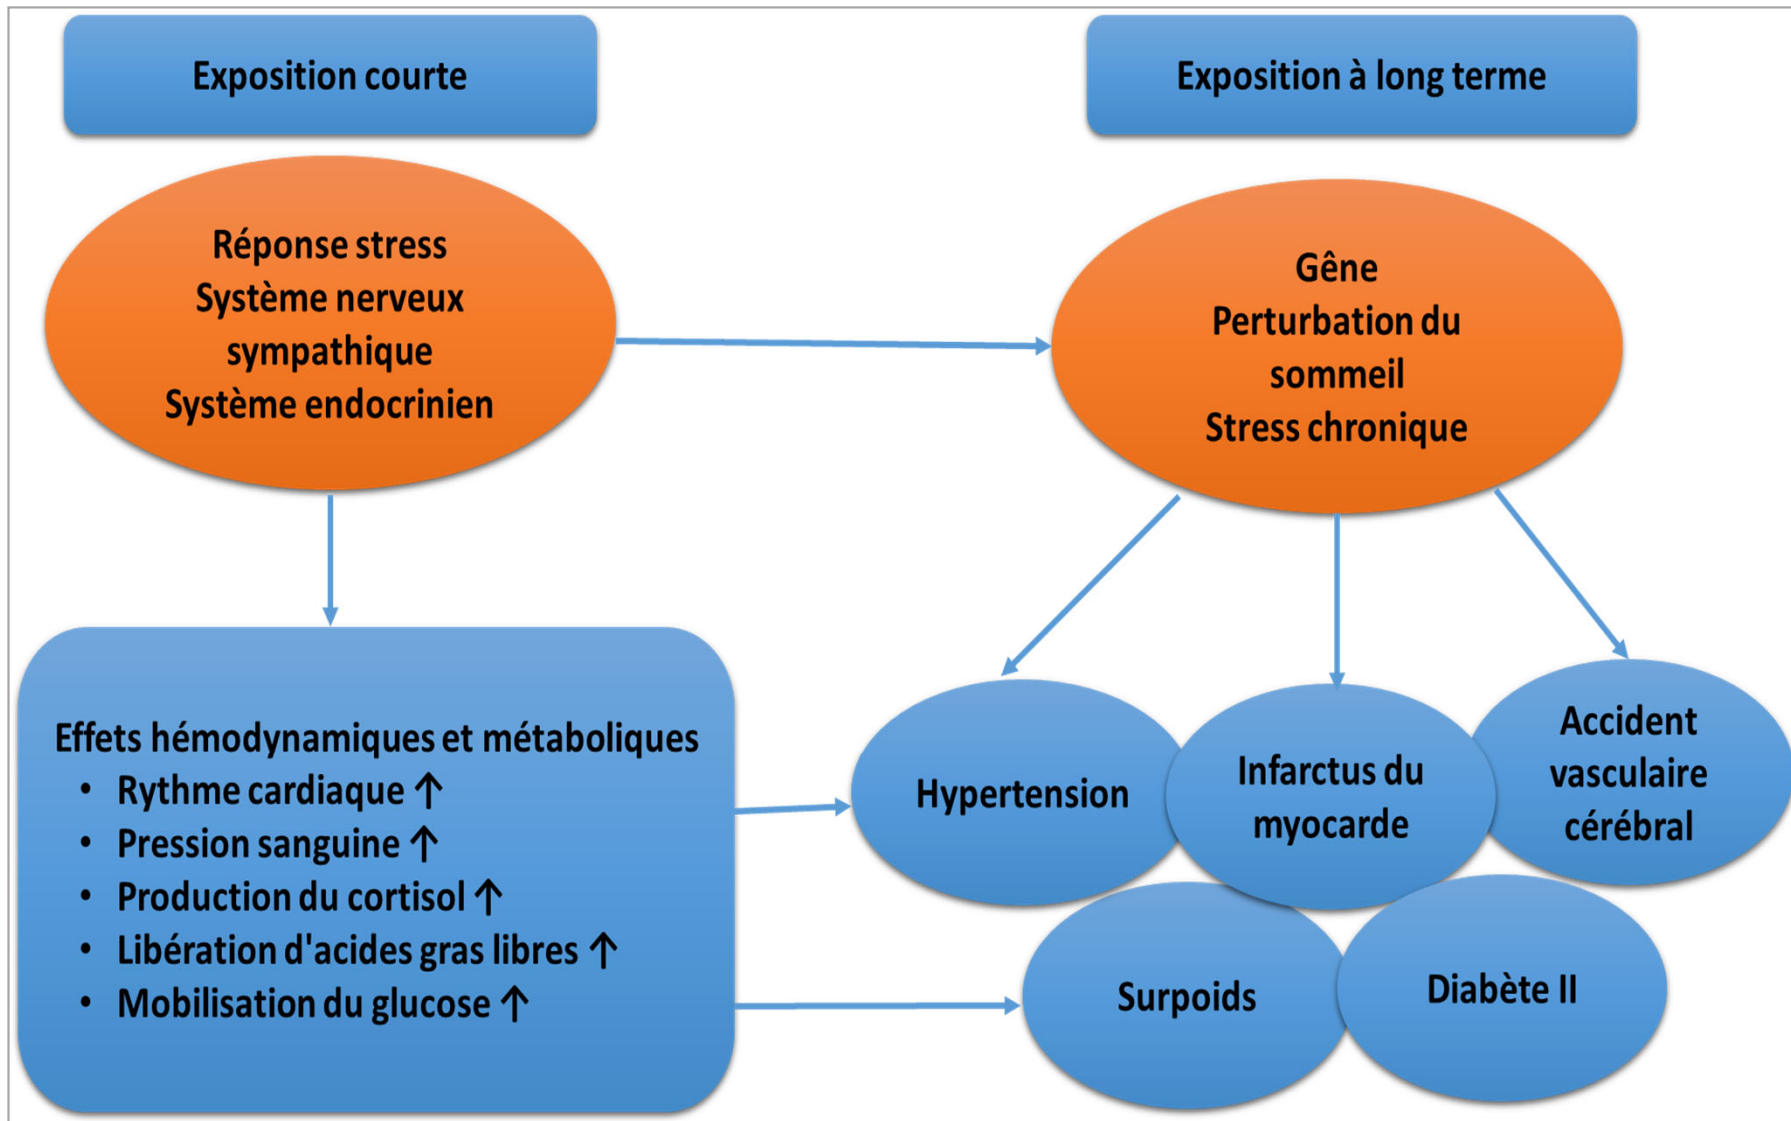 Exposition courte
Exposition à long terme
Réponse stress
Système nerveux
sympathique
Système endocrinien
Gêne
Perturbation du
sommeil
Stress chronique
Effets hémodynamiques et métaboliques
• Rythme cardiaque ↑
• Pression sanguine ↑
• Production du cortisol ↑
• Libération d'acides gras libres ↑
• Mobilisation du glucose ↑
Hypertension
Infarctus du
myocarde
Accident
vasculaire
cérébral
Surpoids
Diabète II